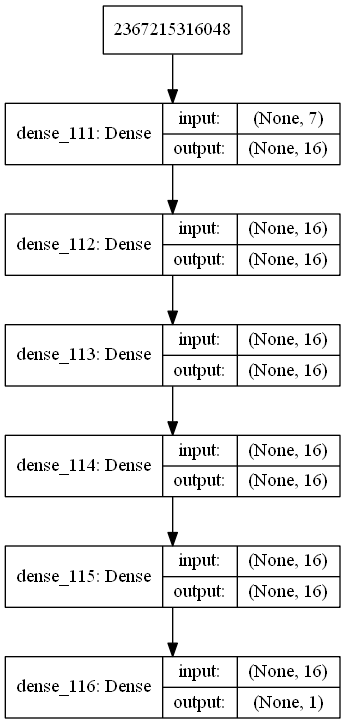 2367215316048
dense_111: Dense input: (None, 7)
output: (None, 16)
dense_112: Dense input: (None, 16)
output: (None, 16)
dense_113: Dense input: (None, 16)
output: (None, 16)
dense_114: Dense input: (None, 16)
output: (None, 16)
dense_115: Dense input: (None, 16)
output: (None, 16)
dense_116: Dense input: (None, 16)
output: (None, 1)